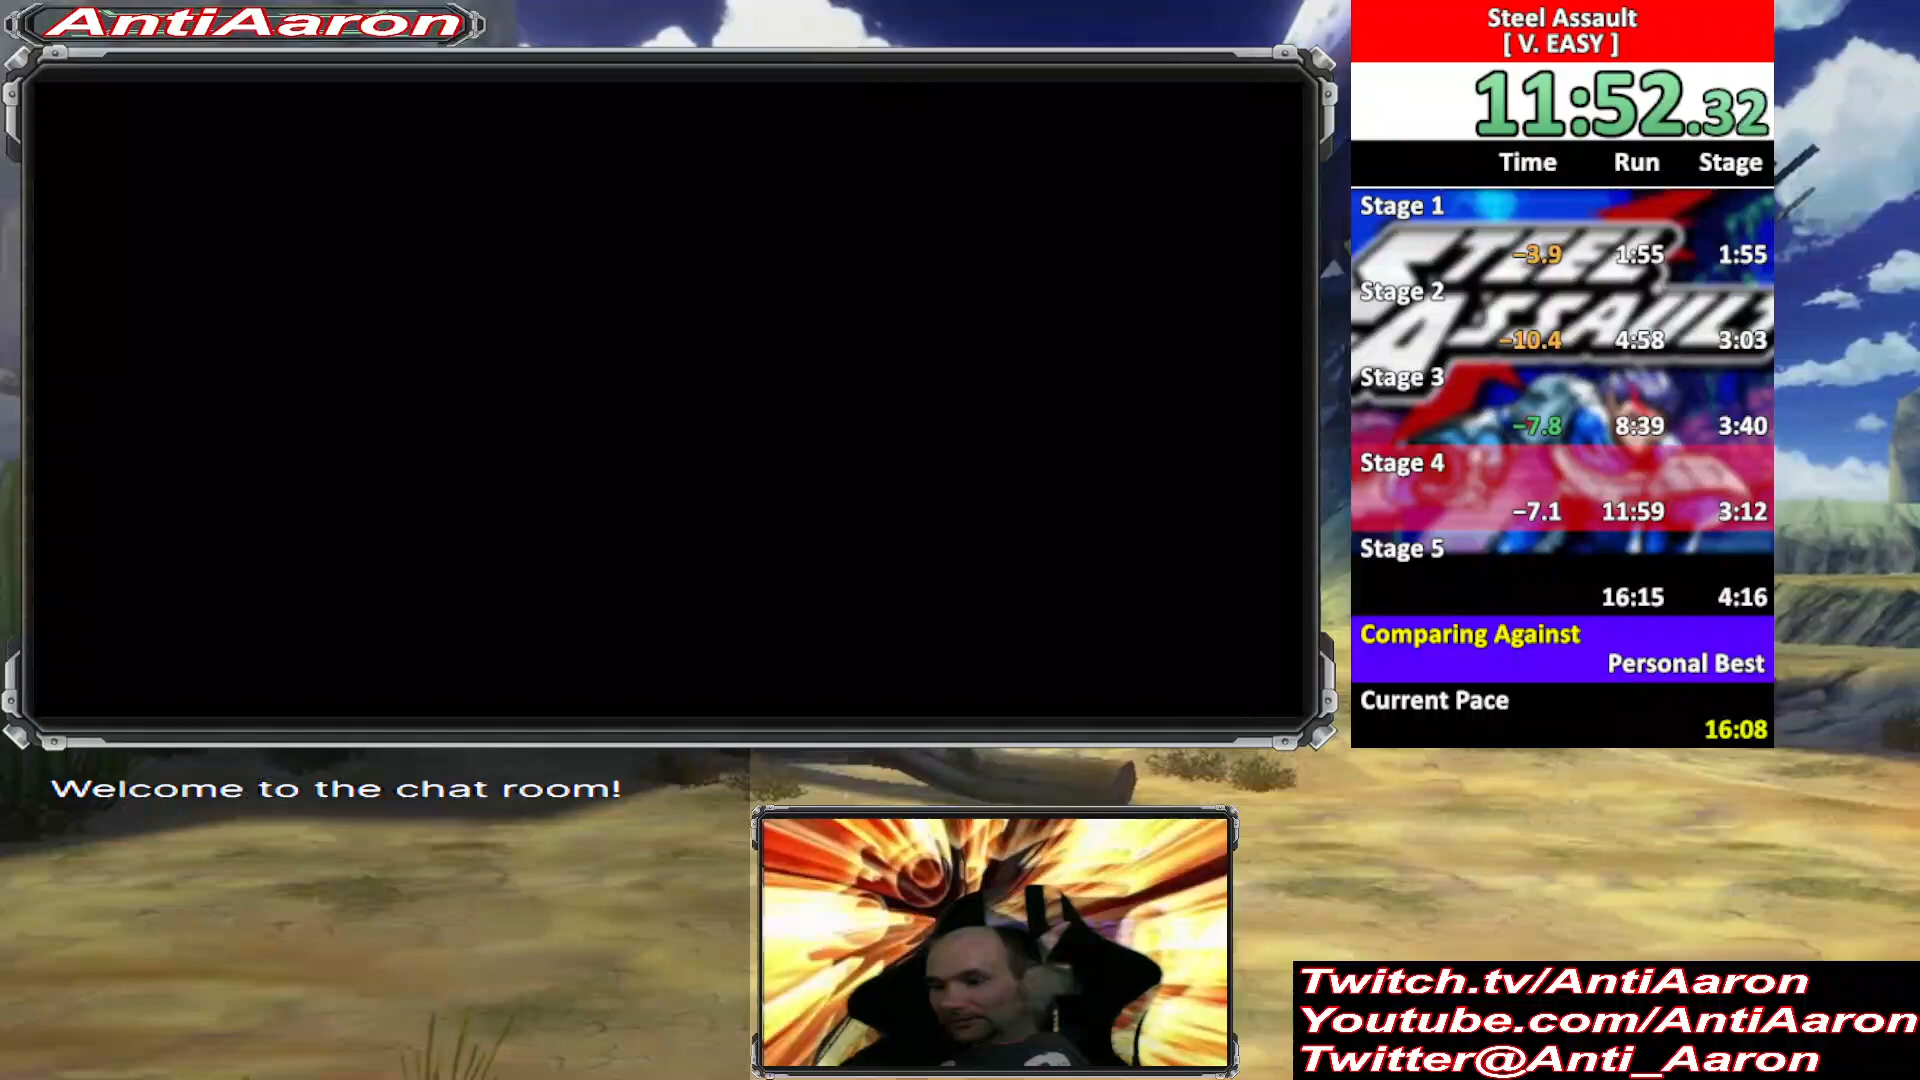 AntiAaron
Steel Assault
[ V. EASY ]
11:52.32
Time Run Stage
Stage 1
−3.9 1:55 1:55
Stage 2
−10.4 4:58 3:03
Stage 3
−7.8 8:39 3:40
Stage 4
−7.1 11:59 3:12
Stage 5
16:15 4:16
Comparing Against
Personal Best
Current Pace
16:08
STEEL
ASSAULT
Welcome to the chat room!
Twitch.tv/AntiAaron
Youtube.com/AntiAaron
Twitter@Anti_Aaron